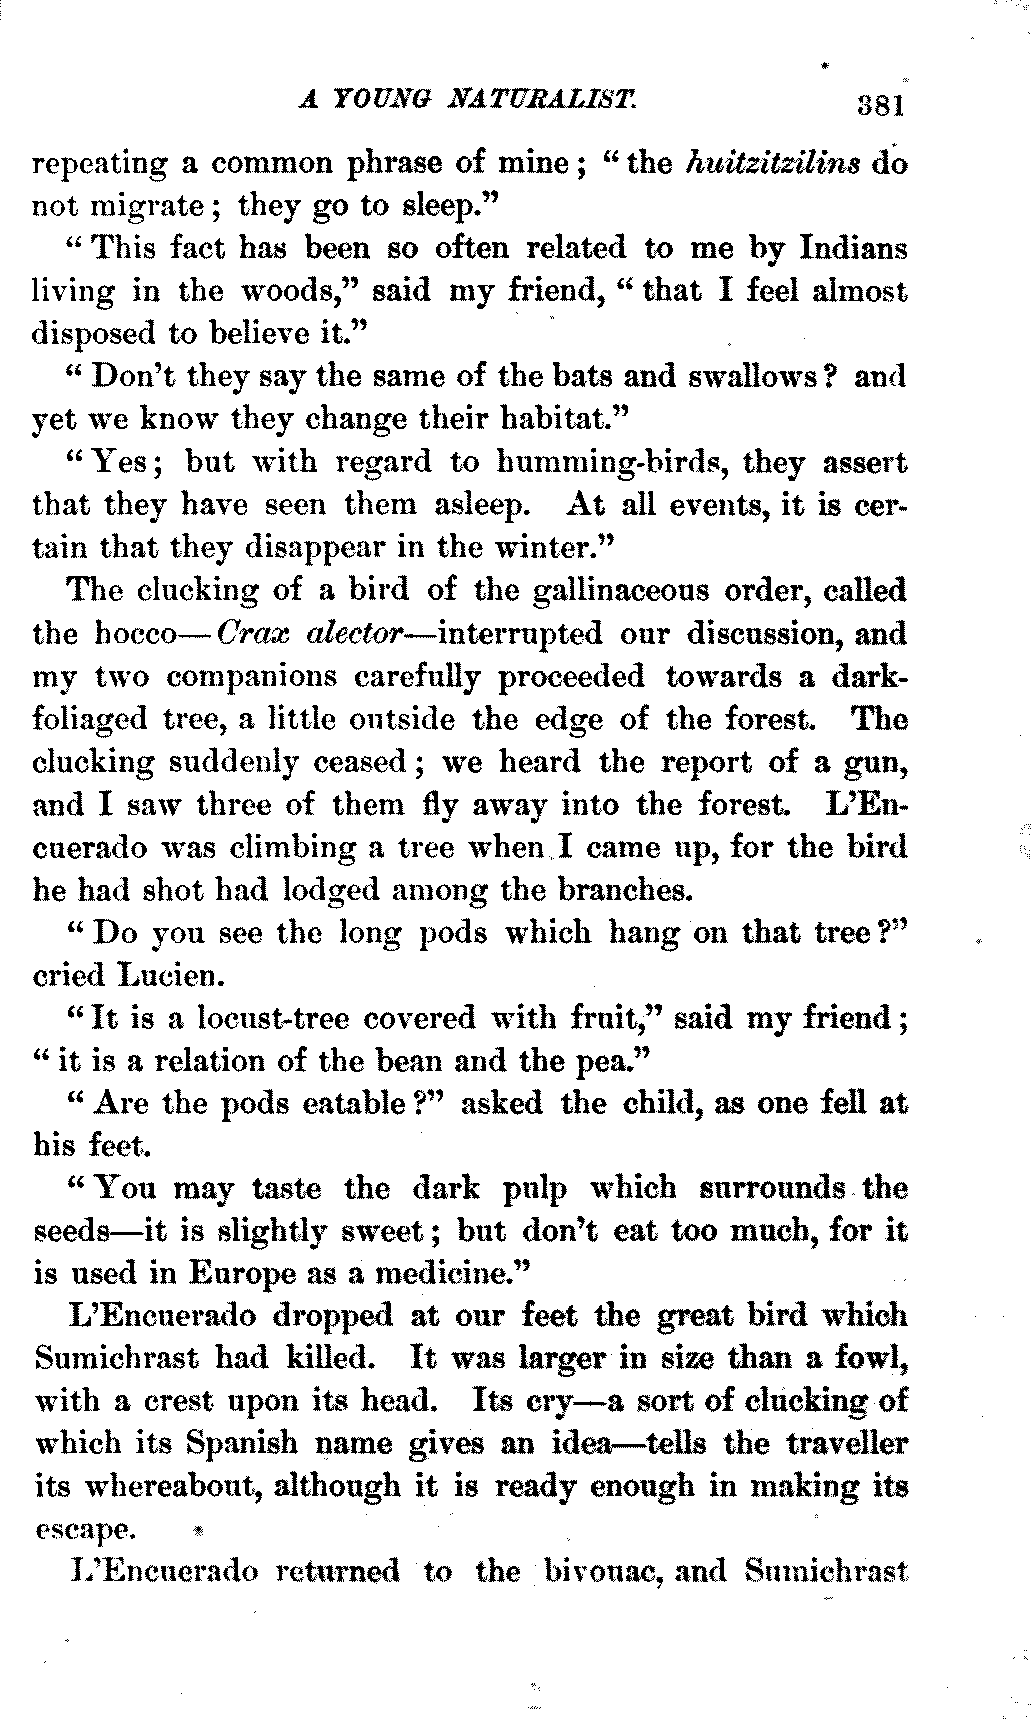 A YOUNG NATURALIST. 381
repeating a common phrase of mine; "the huitzitzilins do
not migrate; they go to sleep."
"This fact has been so often related to me by Indians
living in the woods," said my friend, "that I feel almost
disposed to believe it."
"Don't they say the same of the bats and swallows? and
yet we know they change their habitat."
"Yes; but with regard to humming-birds, they assert
that they have seen them asleep. At all events, it is cer-
tain that they disappear in the winter."
The clucking of a bird of the gallinaceous order, called
the hocco—Crax alector—interrupted our discussion, and
my two companions carefully proceeded towards a dark-
foliaged tree, a little outside the edge of the forest. The
clucking suddenly ceased; we heard the report of a gun,
and I saw three of them fly away into the forest. L'En-
cuerado was climbing a tree when I came up, for the bird
he had shot had lodged among the branches.
"Do you see the long pods which hang on that tree?"
cried Lucien.
"It is a locust-tree covered with fruit," said my friend;
"it is a relation of the bean and the pea."
"Are the pods eatable?" asked the child, as one fell at
his feet.
"You may taste the dark pulp which surrounds the
seeds—it is slightly sweet; but don't eat too much, for it
is used in Europe as a medicine."
L'Encuerado dropped at our feet the great bird which
Sumichrast had killed. It was larger in size than a fowl,
with a crest upon its head. Its cry—a sort of clucking of
which its Spanish name gives an idea—tells the traveller
its whereabout, although it is ready enough in making its
escape.
L'Encuerado returned to the bivouac, and Sumichrast